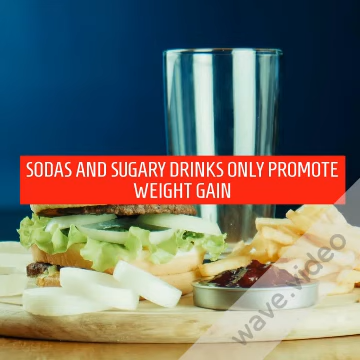 SODAS AND SUGARY DRINKS ONLY PROMOTE
WEIGHT GAIN
wave.video